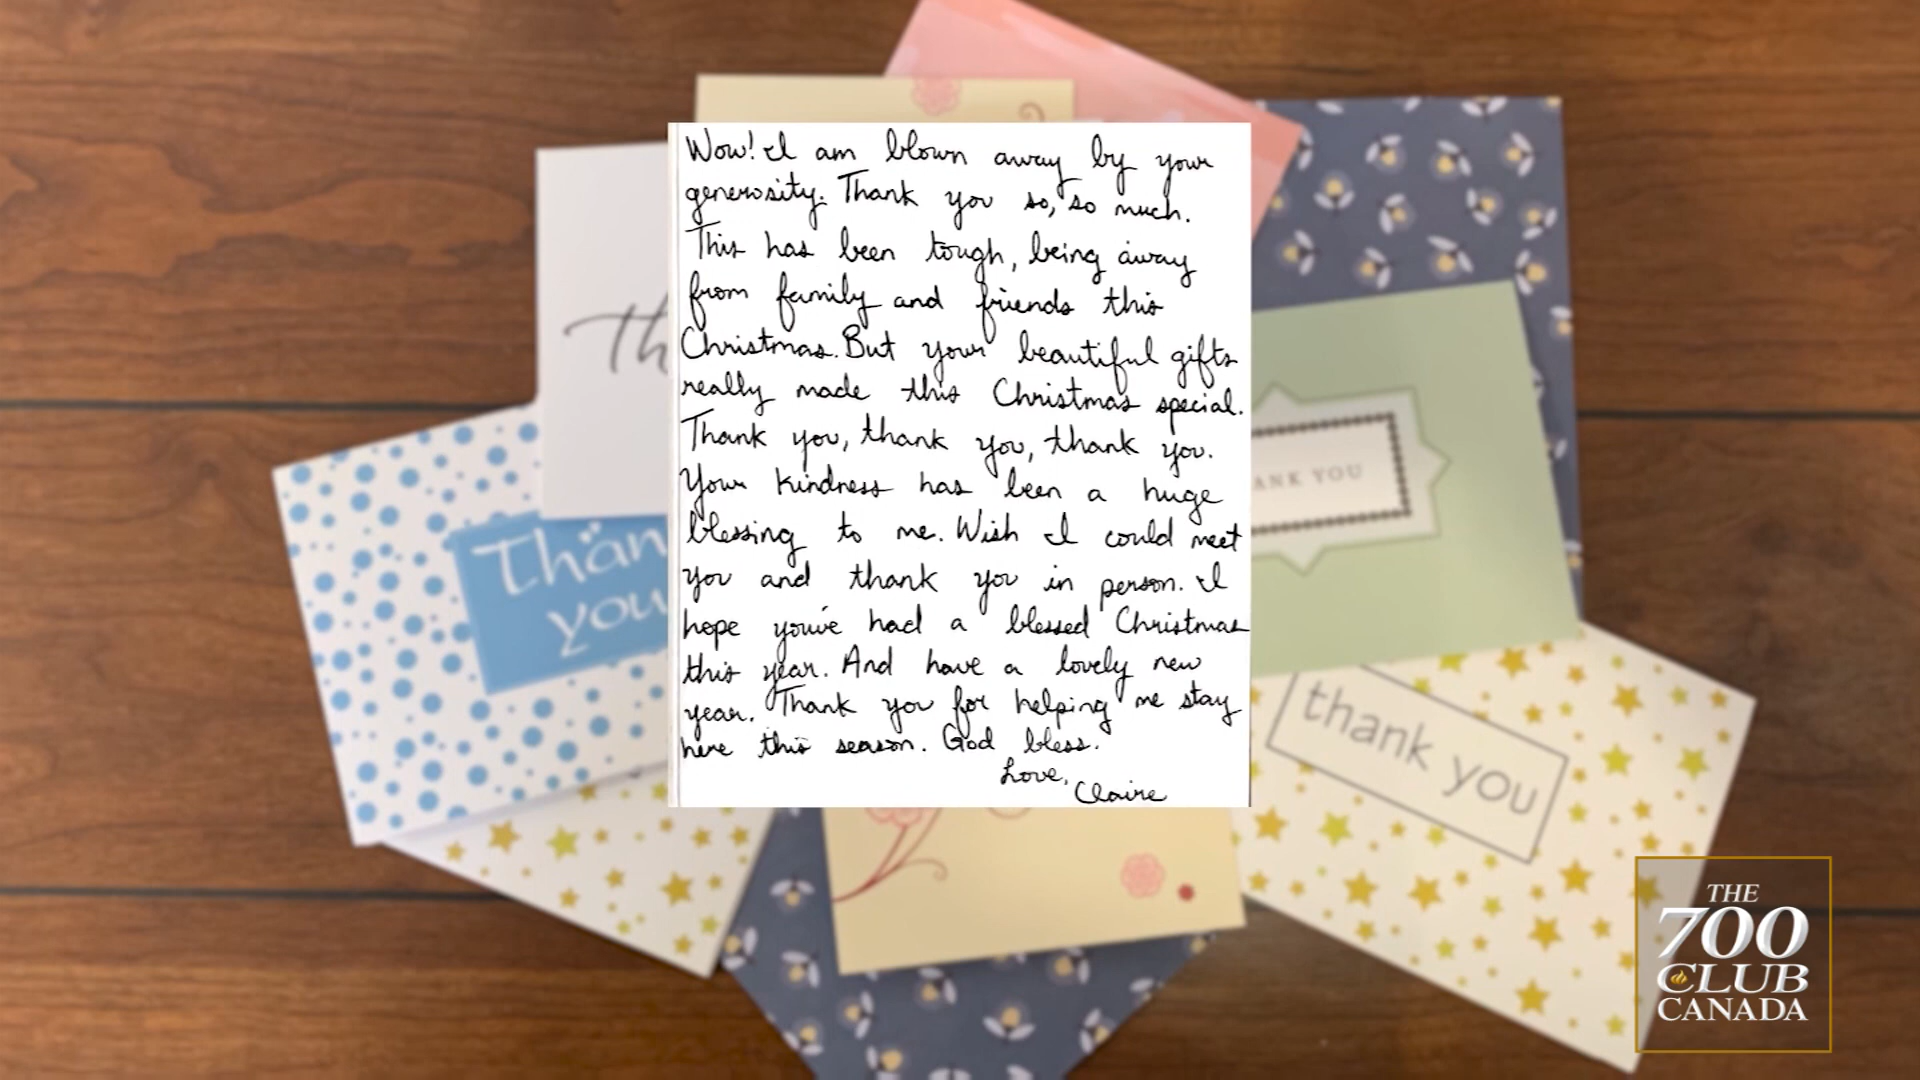 Wow! I am blown away by your
generosity. Thank you so, so much.
This has been tough, being away
from family and friends this
Christmas. But your beautiful gifts
really made this Christmas special.
Thank you, thank you, thank you.
Your kindness has been a huge
blessing to me. Wish I could meet
you and thank you in person. I
hope you've had a blessed Christmas
this year. And have a lovely new
year. Thank you for helping me stay
here this season. God bless.
Love,
Claire
Th
Than
you
ANK YOU
thank you
THE
700
CLUB
CANADA